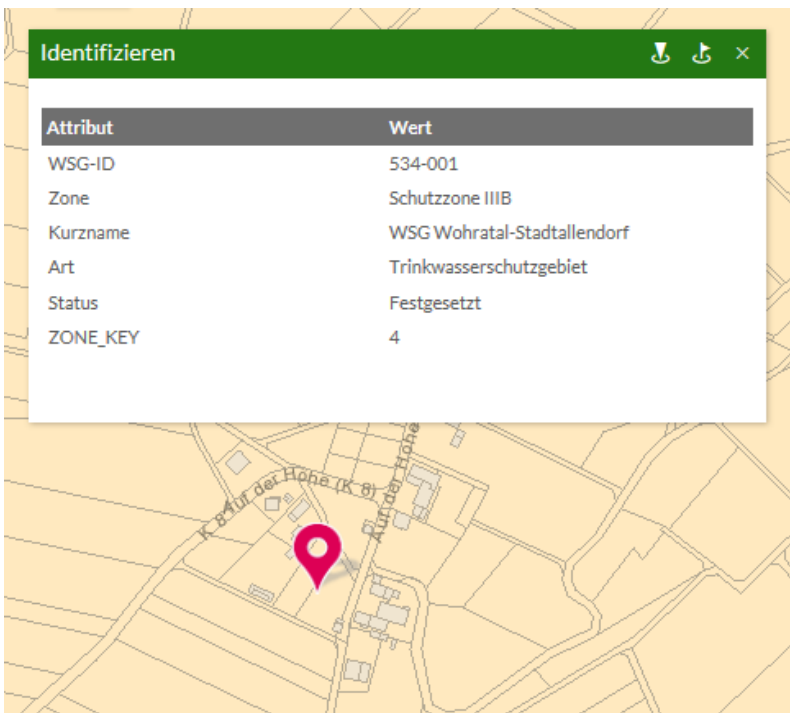 Identifizieren
Attribut Wert
WSG-ID 534-001
Zone Schutzzone IIIB
Kurzname WSG Wohratal-Stadtallendorf
Art Trinkwasserschutzgebiet
Status Festgesetzt
ZONE_KEY 4
K 8
Auf der Höhe (K 8)
Auf der Höhe